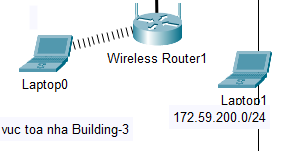 Wireless Router1
Laptop0
Laptop1
172.59.200.0/24
vuc toa nha Building-3